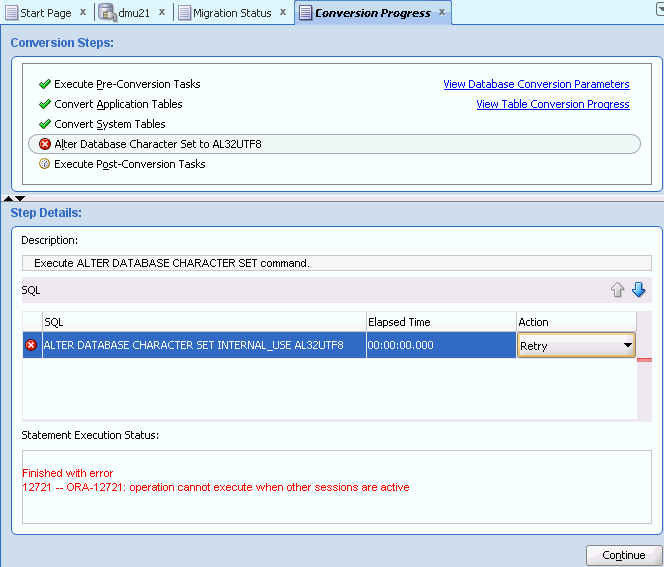 Start Page x dmu21 x Migration Status x Conversion Progress x
Conversion Steps:
Execute Pre-Conversion Tasks View Database Conversion Parameters
Convert Application Tables View Table Conversion Progress
Convert System Tables
Alter Database Character Set to AL32UTF8
Execute Post-Conversion Tasks
Step Details:
Description:
Execute ALTER DATABASE CHARACTER SET command.
SQL
SQL Elapsed Time Action
ALTER DATABASE CHARACTER SET INTERNAL_USE AL32UTF8 00:00:00.000 Retry
Statement Execution Status:
Finished with error
12721 -- ORA-12721: operation cannot execute when other sessions are active
Continue